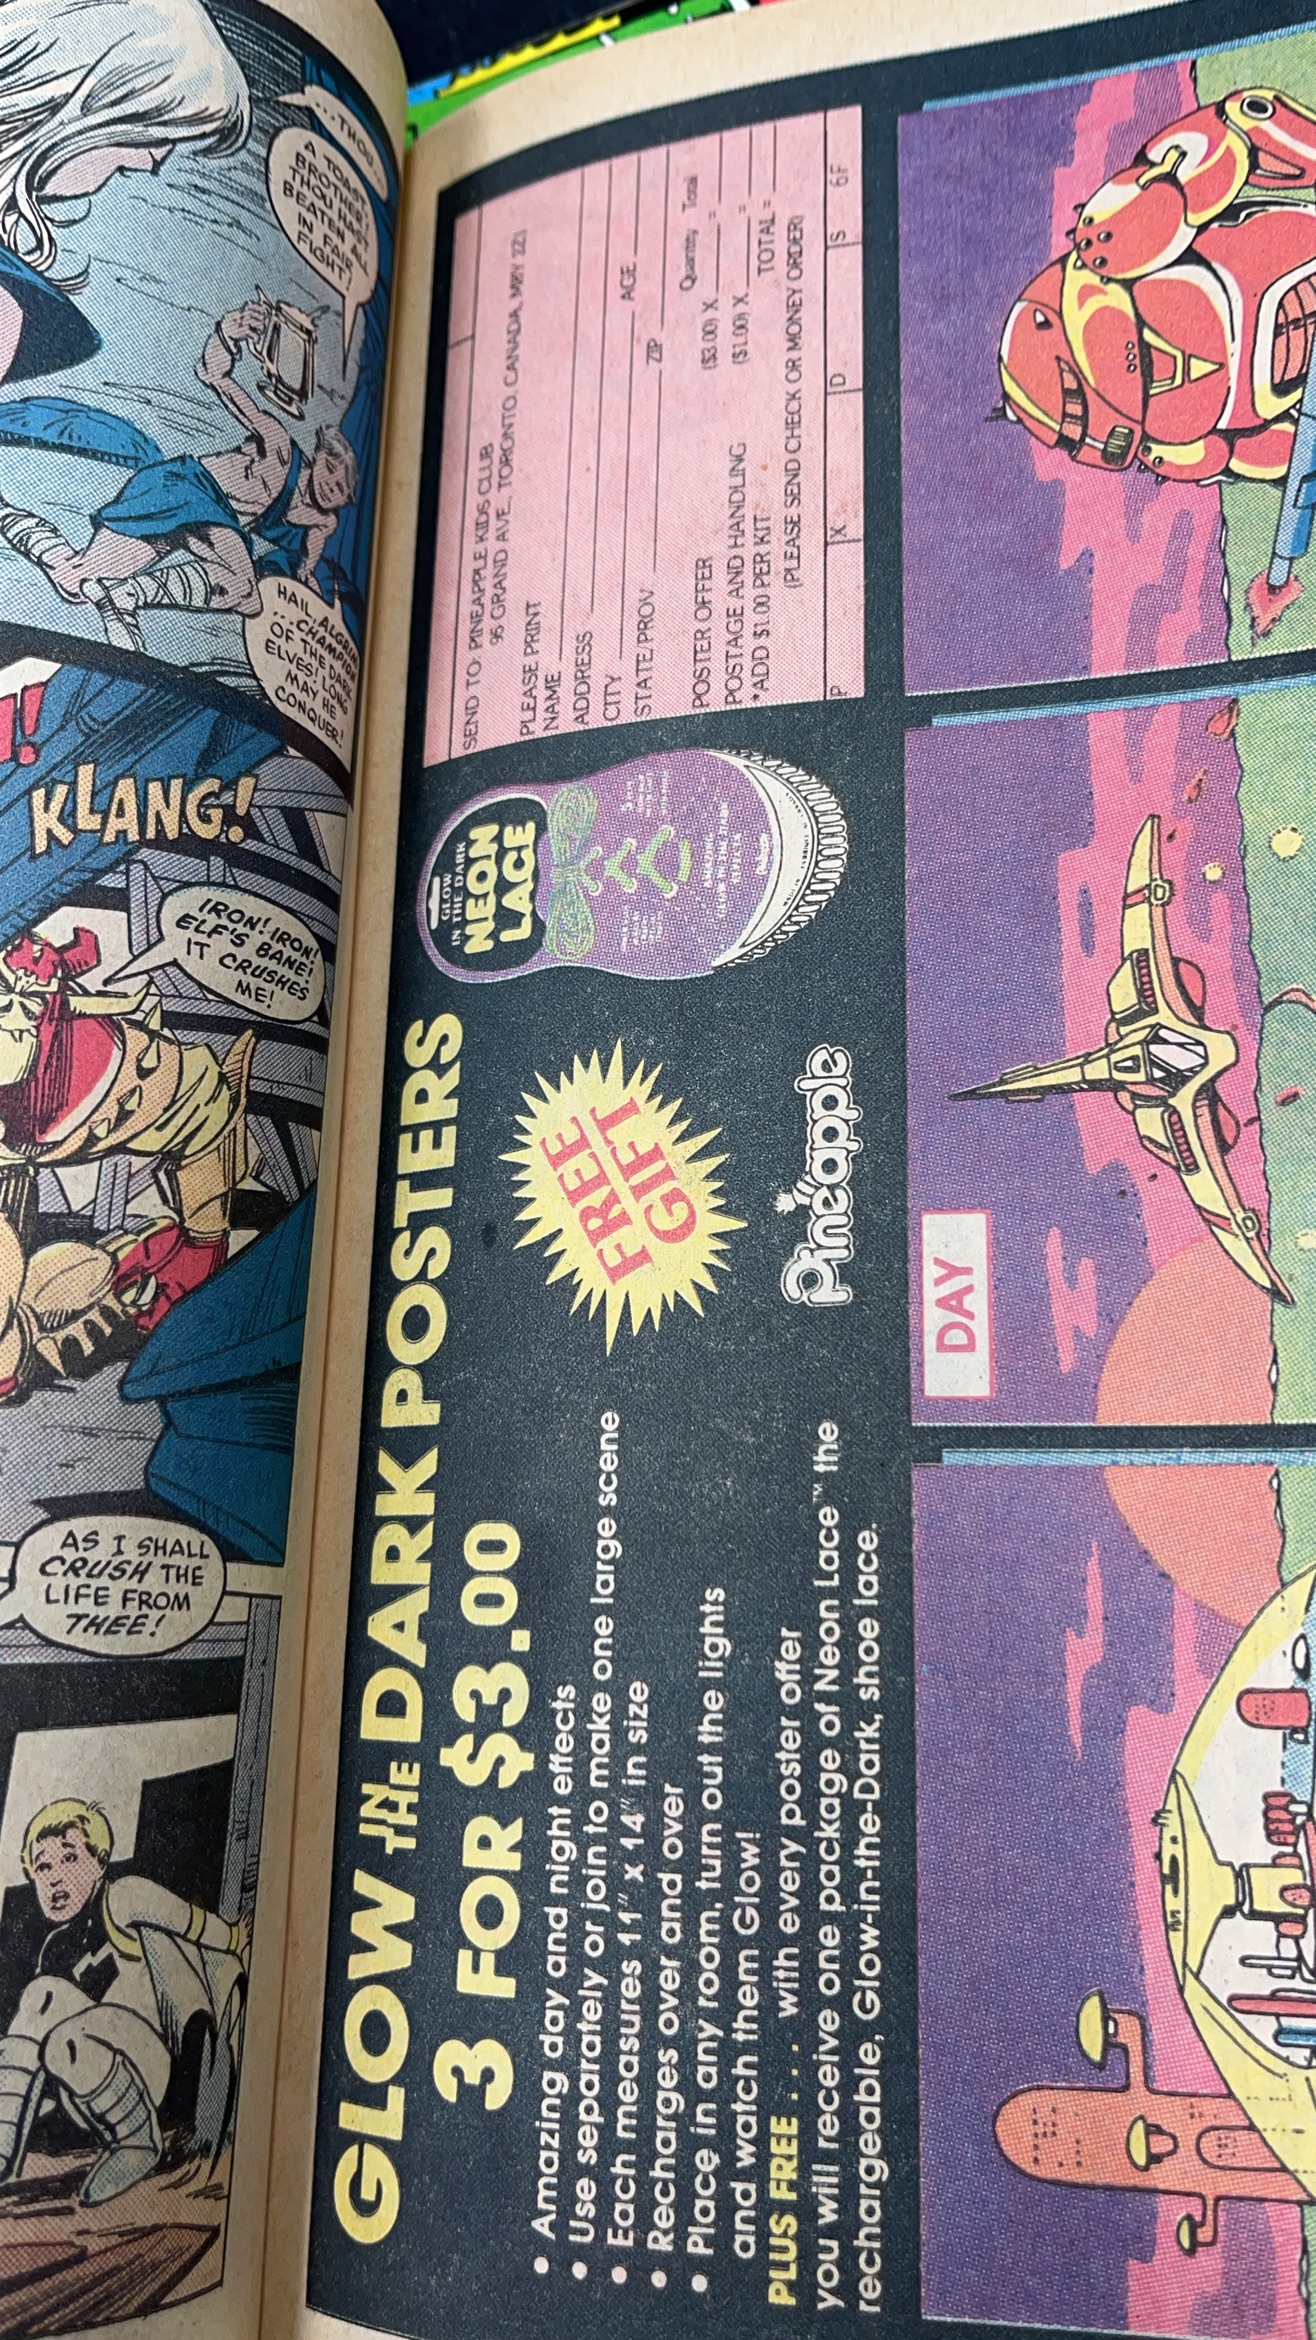 ...THOU.
A TOAST,
BROTHER!
THOU HAST
BEATEN ALL
IN FAIR
FIGHT!
HAIL, ALGRIM
...CHAMPION
OF THE DARK
ELVES! LONG
MAY HE
CONQUER!
!!
KLANG!
IRON! IRON!
ELF'S BANE!
IT CRUSHES
ME!
AS I SHALL
CRUSH THE
LIFE FROM
THEE!
GLOW IN THE DARK POSTERS
3 FOR $3.00
• Amazing day and night effects
• Use separately or join to make one large scene
• Each measures 11" x 14" in size
• Recharges over and over
• Place in any room, turn out the lights
and watch them Glow!
PLUS FREE . . . with every poster offer
you will receive one package of Neon Lace™ the
rechargeable, Glow-in-the-Dark, shoe lace.
FREE
GIFT
Pineapple
GLOW
IN THE DARK
NEON
LACE
SEND TO: PINEAPPLE KIDS CLUB
95 GRAND AVE., TORONTO, CANADA, M8Y 2Z1
PLEASE PRINT
NAME
ADDRESS
CITY AGE
STATE/PROV ZIP
Quantity Total
POSTER OFFER ($3.00) X =
POSTAGE AND HANDLING ($1.00) X =
*ADD $1.00 PER KIT TOTAL =
(PLEASE SEND CHECK OR MONEY ORDER)
P X D S 6F
DAY